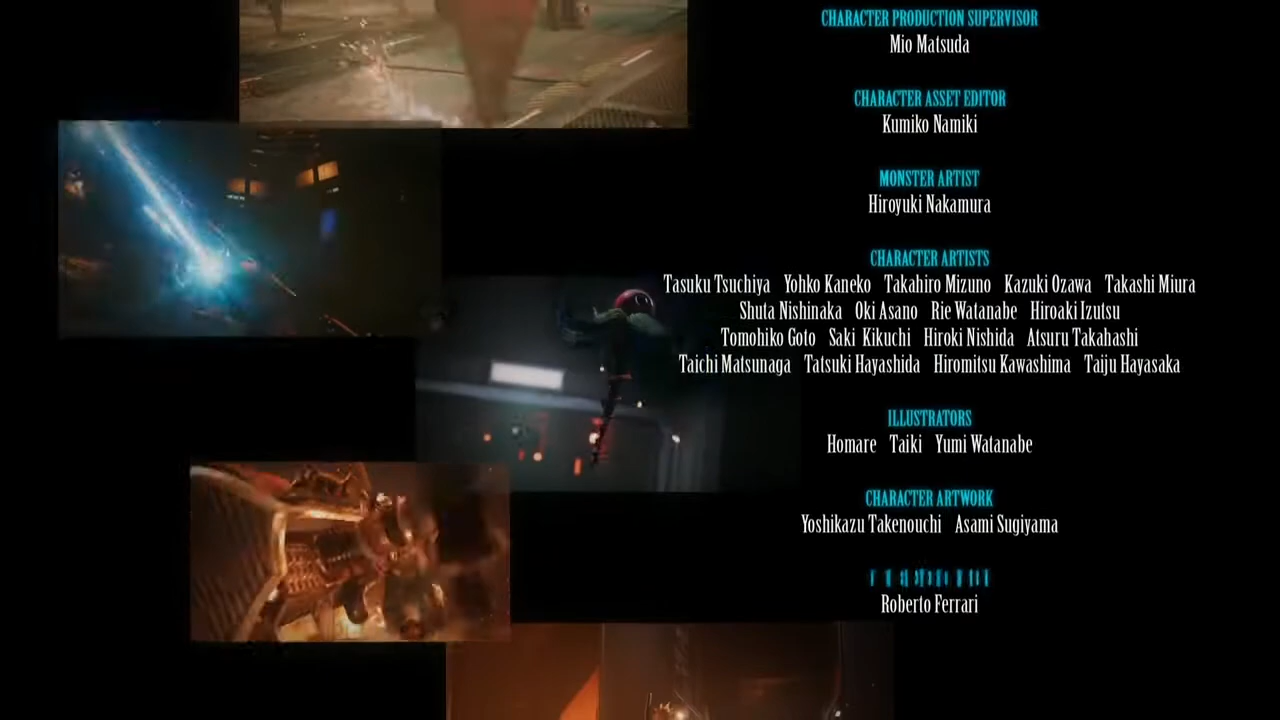 CHARACTER PRODUCTION SUPERVISOR
Mio Matsuda
CHARACTER ASSET EDITOR
Kumiko Namiki
MONSTER ARTIST
Hiroyuki Nakamura
CHARACTER ARTISTS
Tasuku Tsuchiya Yohko Kaneko Takahiro Mizuno Kazuki Ozawa Takashi Miura
Shuta Nishinaka Oki Asano Rie Watanabe Hiroaki Izutsu
Tomohiko Goto Saki Kikuchi Hiroki Nishida Atsuru Takahashi
Taichi Matsunaga Tatsuki Hayashida Hiromitsu Kawashima Taiju Hayasaka
ILLUSTRATORS
Homare Taiki Yumi Watanabe
CHARACTER ARTWORK
Yoshikazu Takenouchi Asami Sugiyama
Roberto Ferrari